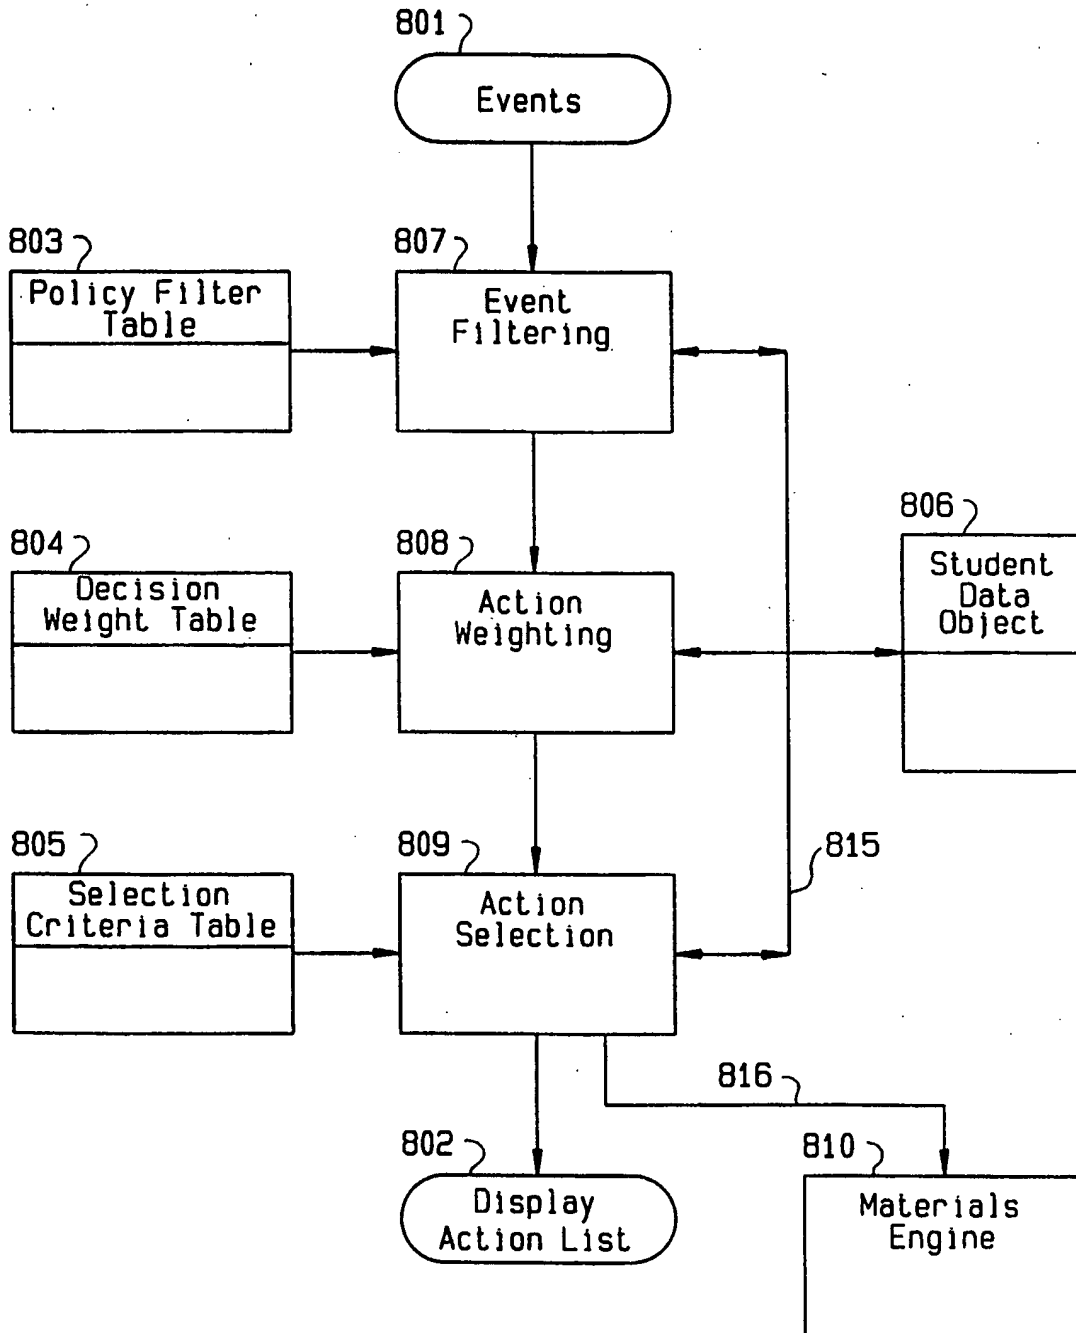 801
Events
803
Policy Filter
Table
807
Event
Filtering
804
Decision
Weight Table
808
Action
Weighting
806
Student
Data
Object
805
Selection
Criteria Table
809
Action
Selection
815
816
802
Display
Action List
810
Materials
Engine